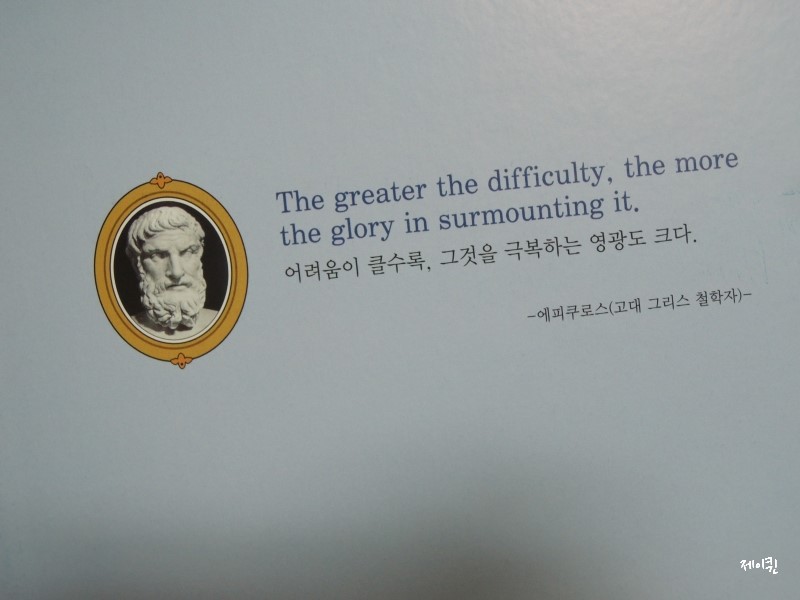 The greater the difficulty, the more
the glory in surmounting it.
어려움이 클수록, 그것을 극복하는 영광도 크다.
-에피쿠로스(고대 그리스 철학자)-
제이퀸